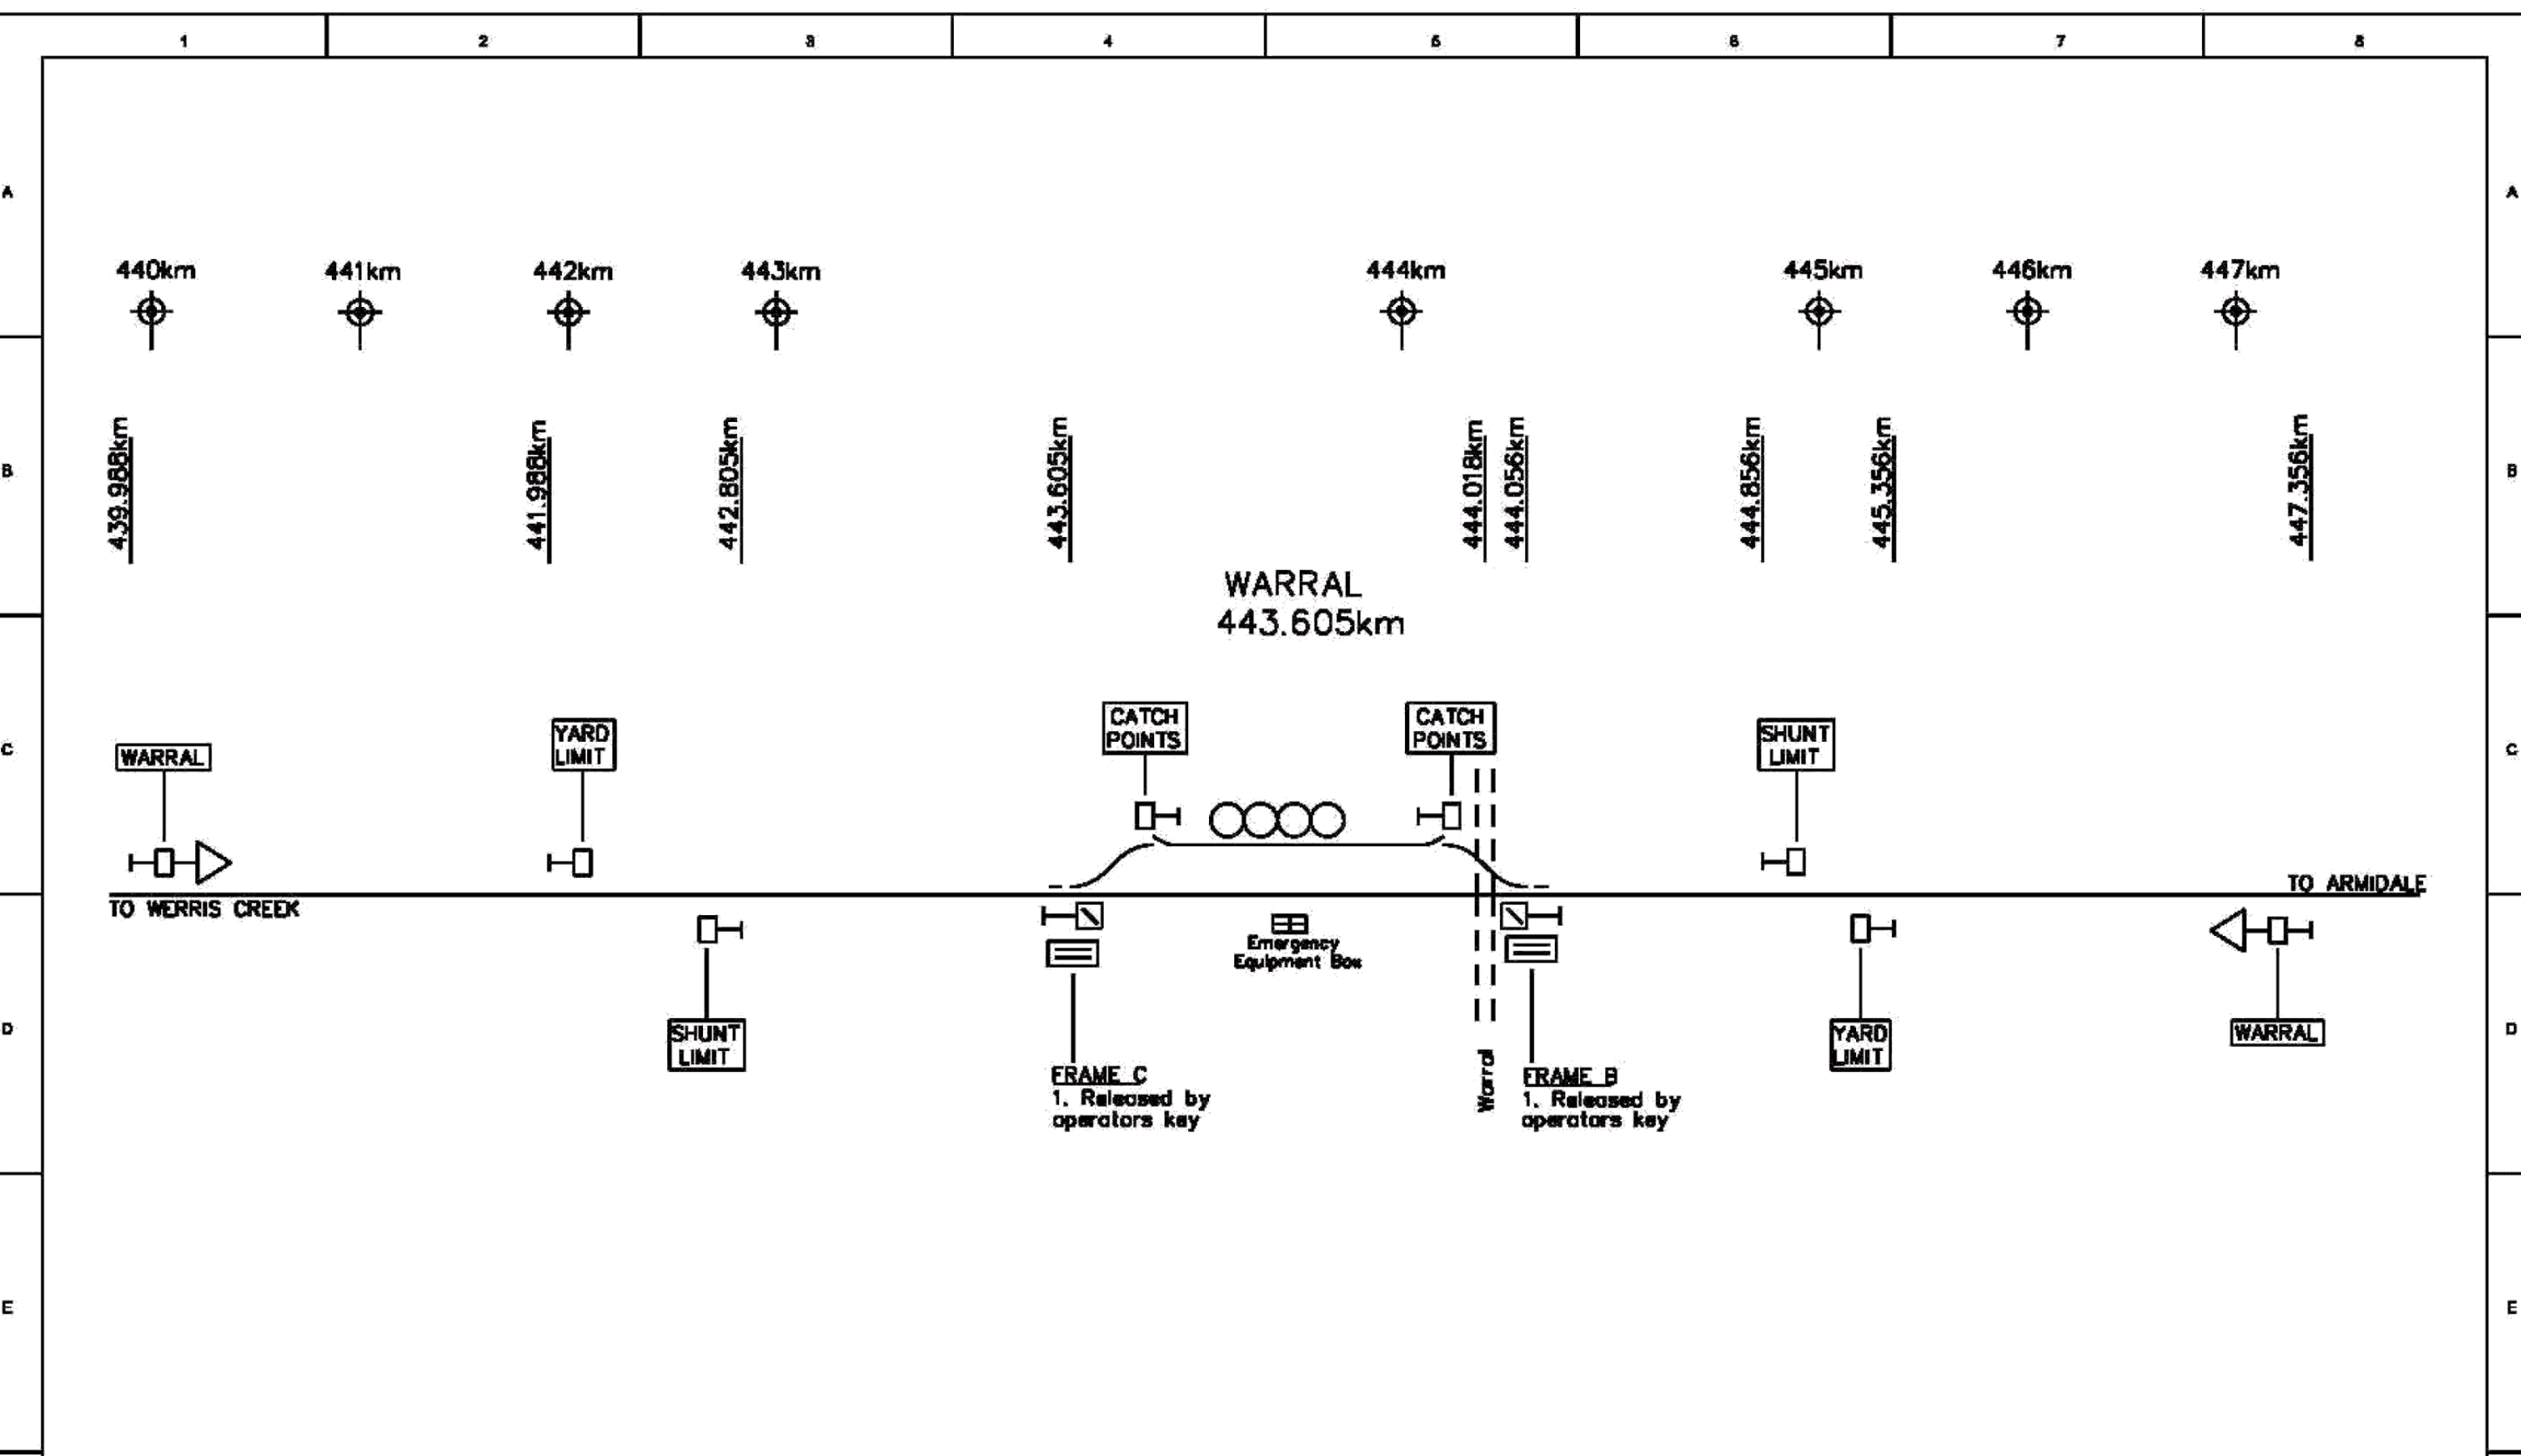 1 2 3 4 5 6 7 8
A A
440km 441km 442km 443km 444km 445km 446km 447km
B B
439.988km 441.988km 442.805km 443.605km 444.018km 444.056km 444.856km 445.356km 447.356km
WARRAL
443.605km
C C
WARRAL
YARD
LIMIT
CATCH
POINTS
CATCH
POINTS
SHUNT
LIMIT
TO WERRIS CREEK
TO ARMIDALE
Emergency
Equipment Box
D D
SHUNT
LIMIT
FRAME C
1. Released by
operators key
Warral
FRAME B
1. Released by
operators key
YARD
LIMIT
WARRAL
E E